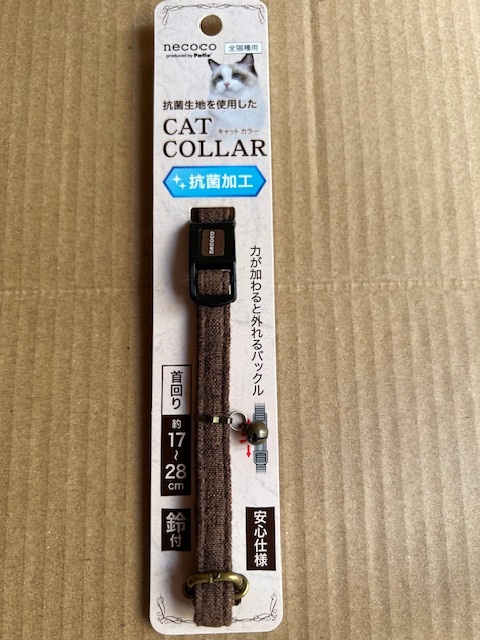 necoco
produced by Petio
全猫種用
抗菌生地を使用した
CAT キャットカラー
COLLAR
抗菌加工
necoco
力が加わると外れるバックル
首回り
約
17
〜
28
cm
鈴付
安心仕様